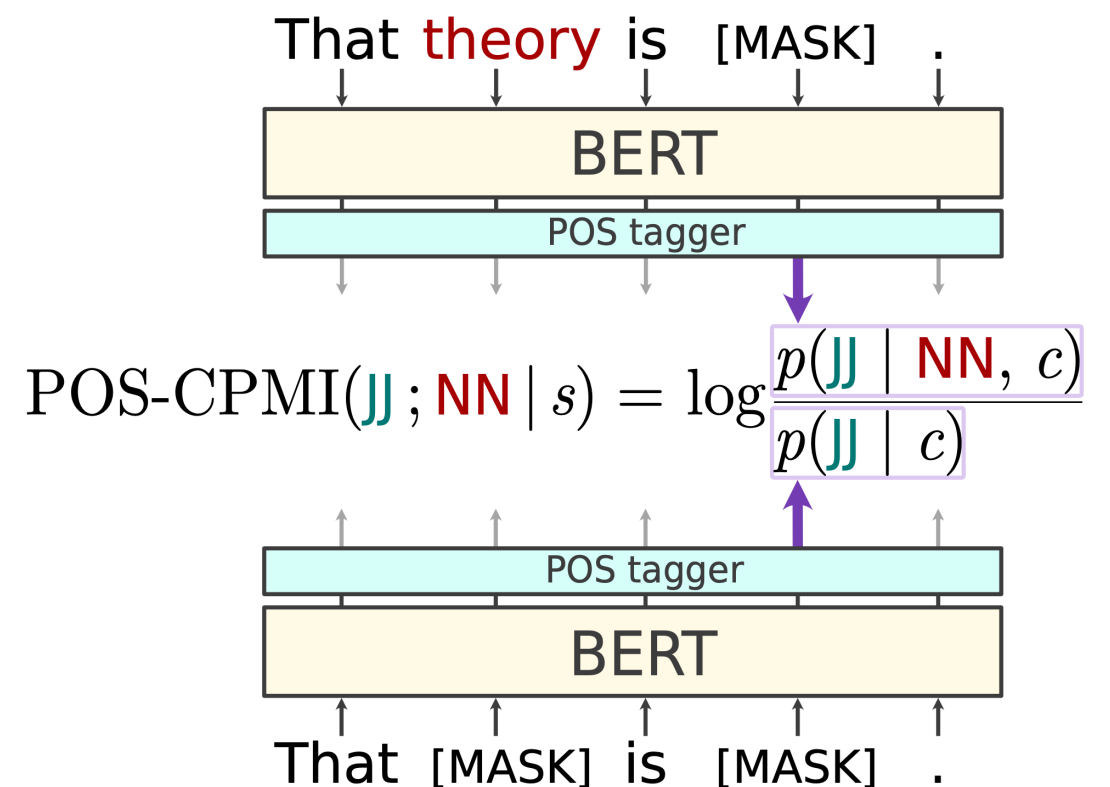 That theory is [MASK] .
BERT
POS tagger
p(JJ | NN, c)
POS-CPMI(JJ ; NN | s) = log
p(JJ | c)
POS tagger
BERT
That [MASK] is [MASK] .